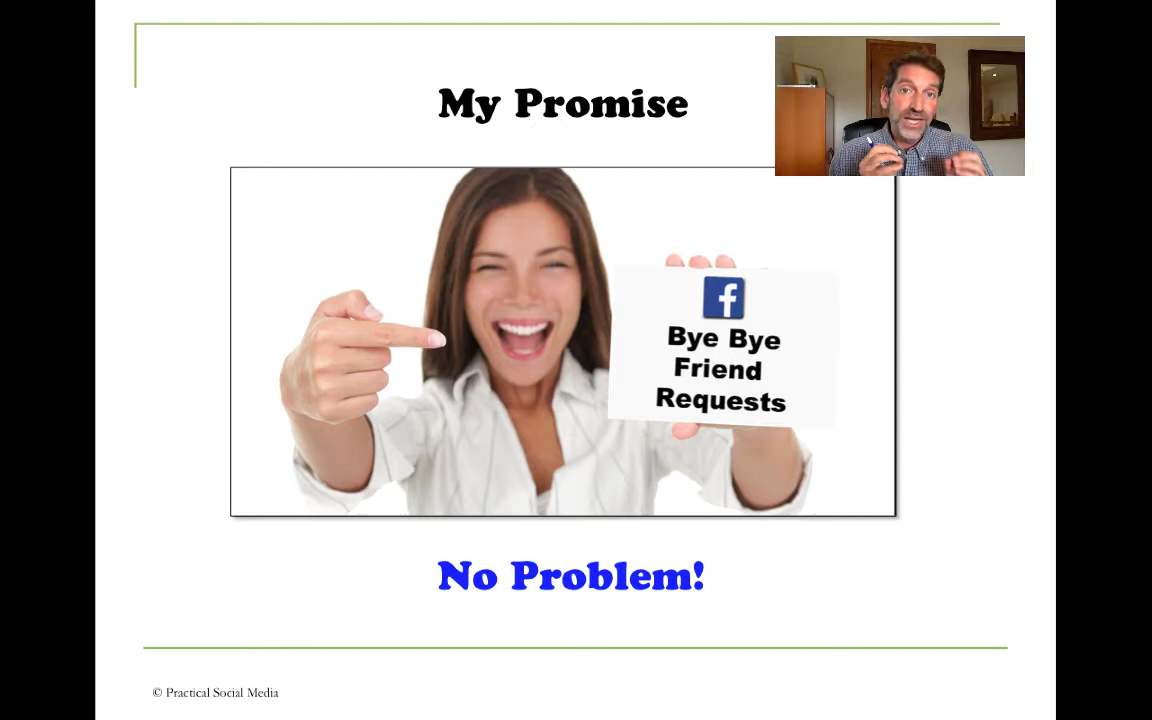 My Promise
f
Bye Bye
Friend
Requests
No Problem!
© Practical Social Media